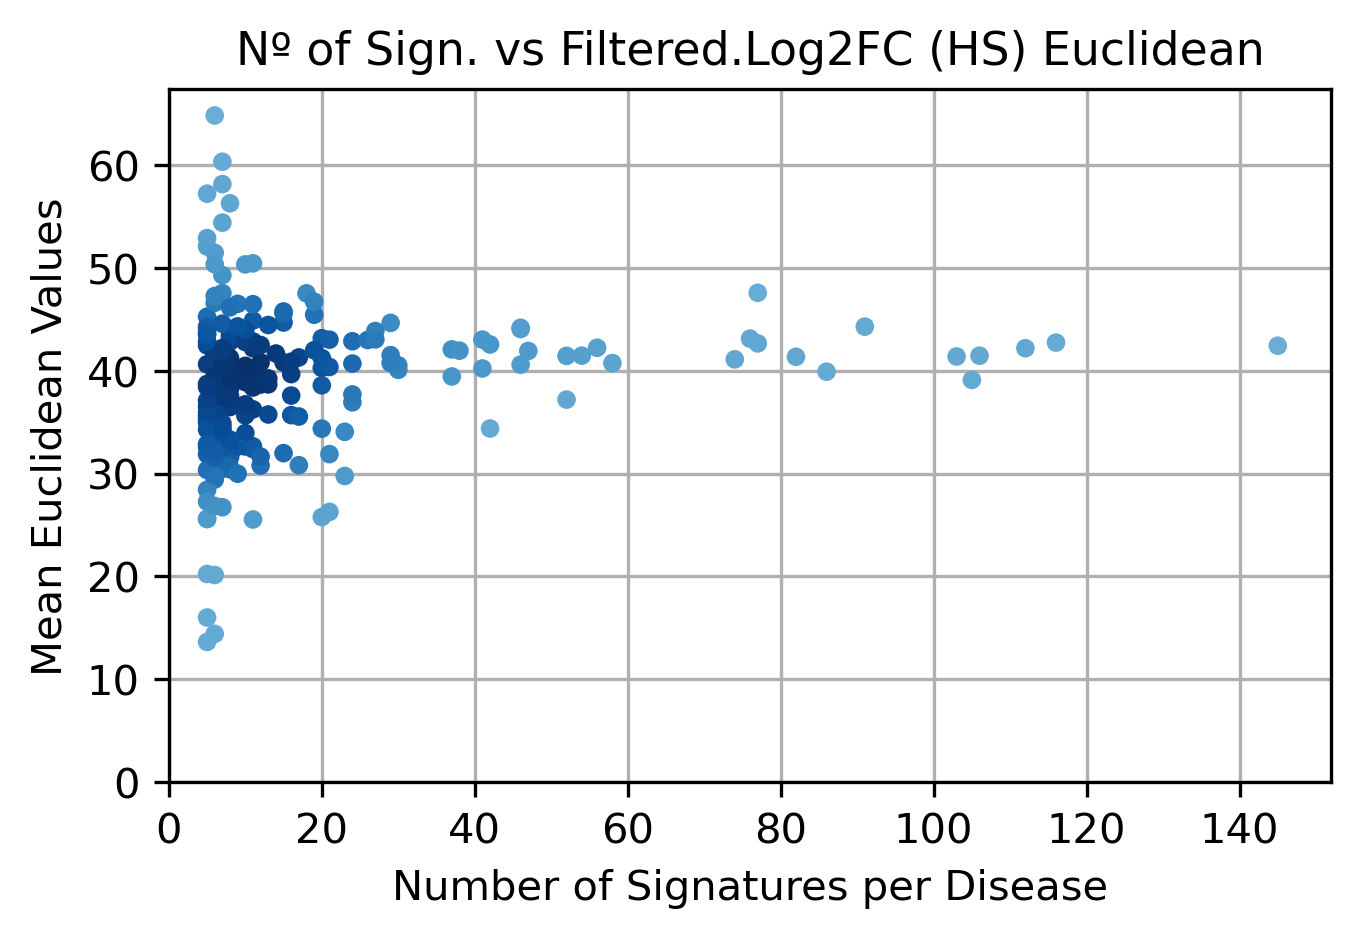 Nº of Sign. vs Filtered.Log2FC (HS) Euclidean
Mean Euclidean Values
60
50
40
30
20
10
0
0 20 40 60 80 100 120 140
Number of Signatures per Disease